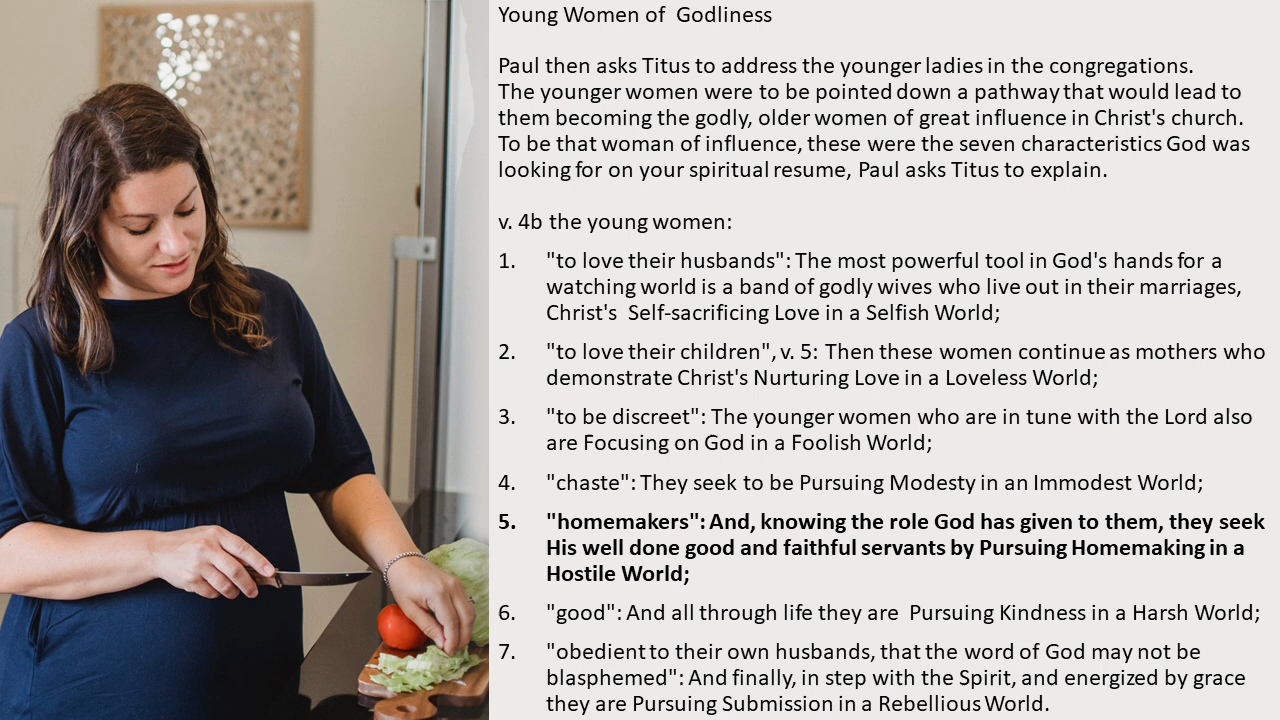 Young Women of  Godliness
Paul then asks Titus to address the younger ladies in the congregations.
The younger women were to be pointed down a pathway that would lead to
them becoming the godly, older women of great influence in Christ's church.
To be that woman of influence, these were the seven characteristics God was
looking for on your spiritual resume, Paul asks Titus to explain.
v. 4b the young women:
1. "to love their husbands": The most powerful tool in God's hands for a
watching world is a band of godly wives who live out in their marriages,
Christ's  Self-sacrificing Love in a Selfish World;
2. "to love their children", v. 5:  Then these women continue as mothers who
demonstrate Christ's Nurturing Love in a Loveless World;
3. "to be discreet": The younger women who are in tune with the Lord also
are Focusing on God in a Foolish World;
4. "chaste": They seek to be Pursuing Modesty in an Immodest World;
5. "homemakers": And, knowing the role God has given to them, they seek
His well done good and faithful servants by Pursuing Homemaking in a
Hostile World;
6. "good": And all through life they are  Pursuing Kindness in a Harsh World;
7. "obedient to their own husbands, that the word of God may not be
blasphemed": And finally, in step with the Spirit, and energized by grace
they are Pursuing Submission in a Rebellious World.